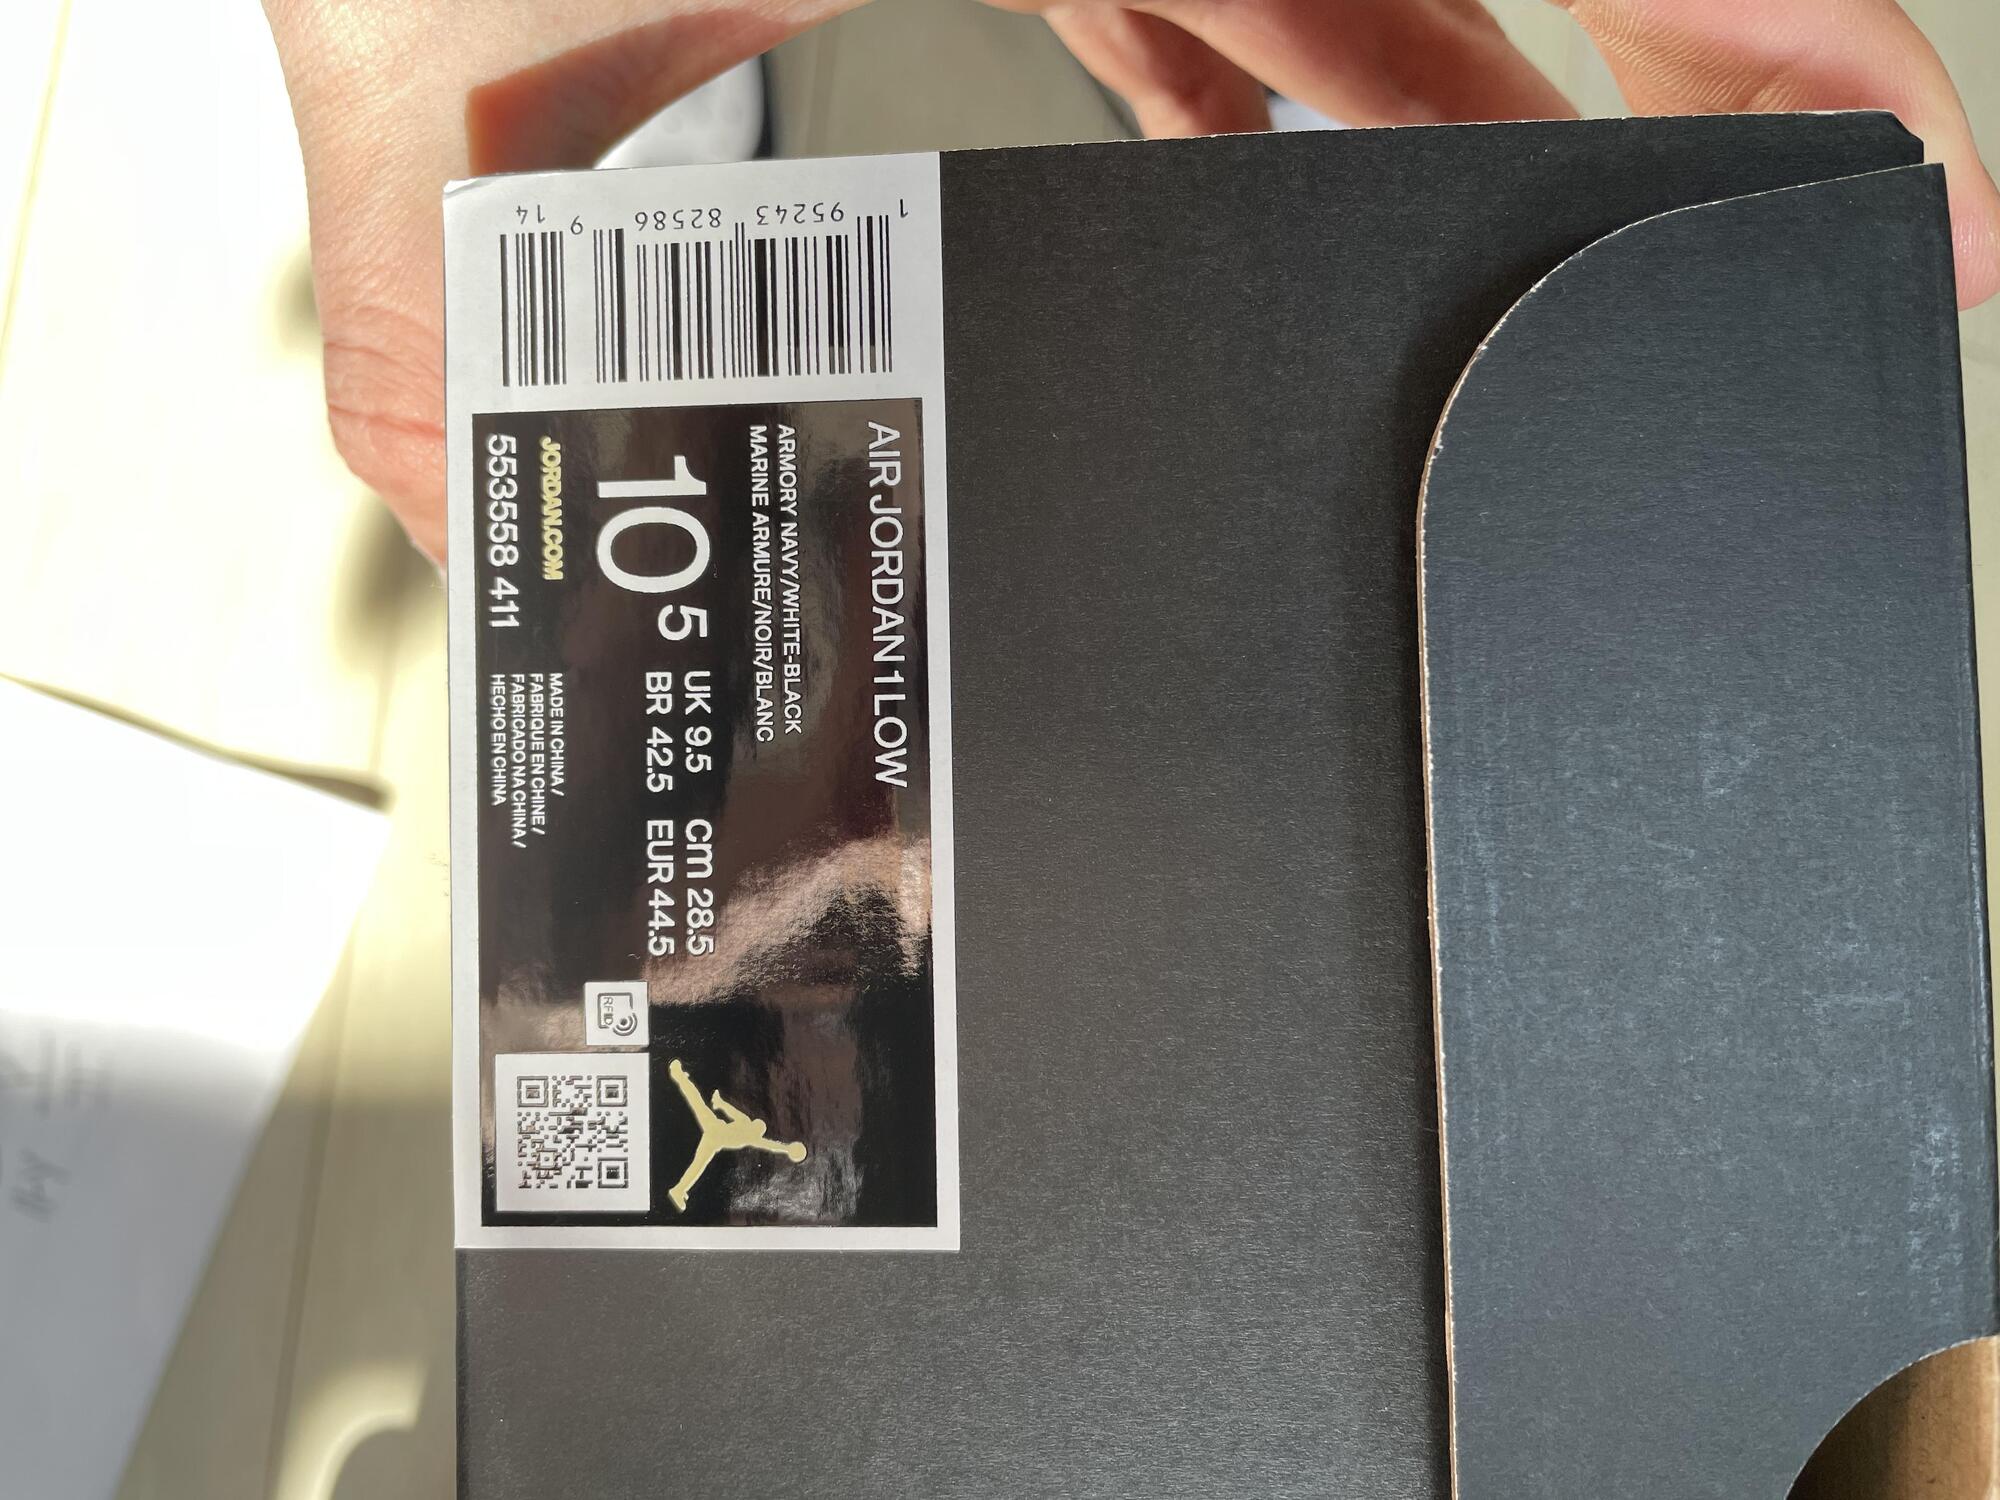 AIR JORDAN 1 LOW
ARMORY NAVY/WHITE-BLACK
MARINE ARMURE/NOIR/BLANC
10 5
UK 9.5 cm 28.5
BR 42.5 EUR 44.5
JORDAN.COM
553558 411
MADE IN CHINA /
FABRIQUE EN CHINE /
FABRICADO NA CHINA /
HECHO EN CHINA
RFID
1 95243 82586 9 14